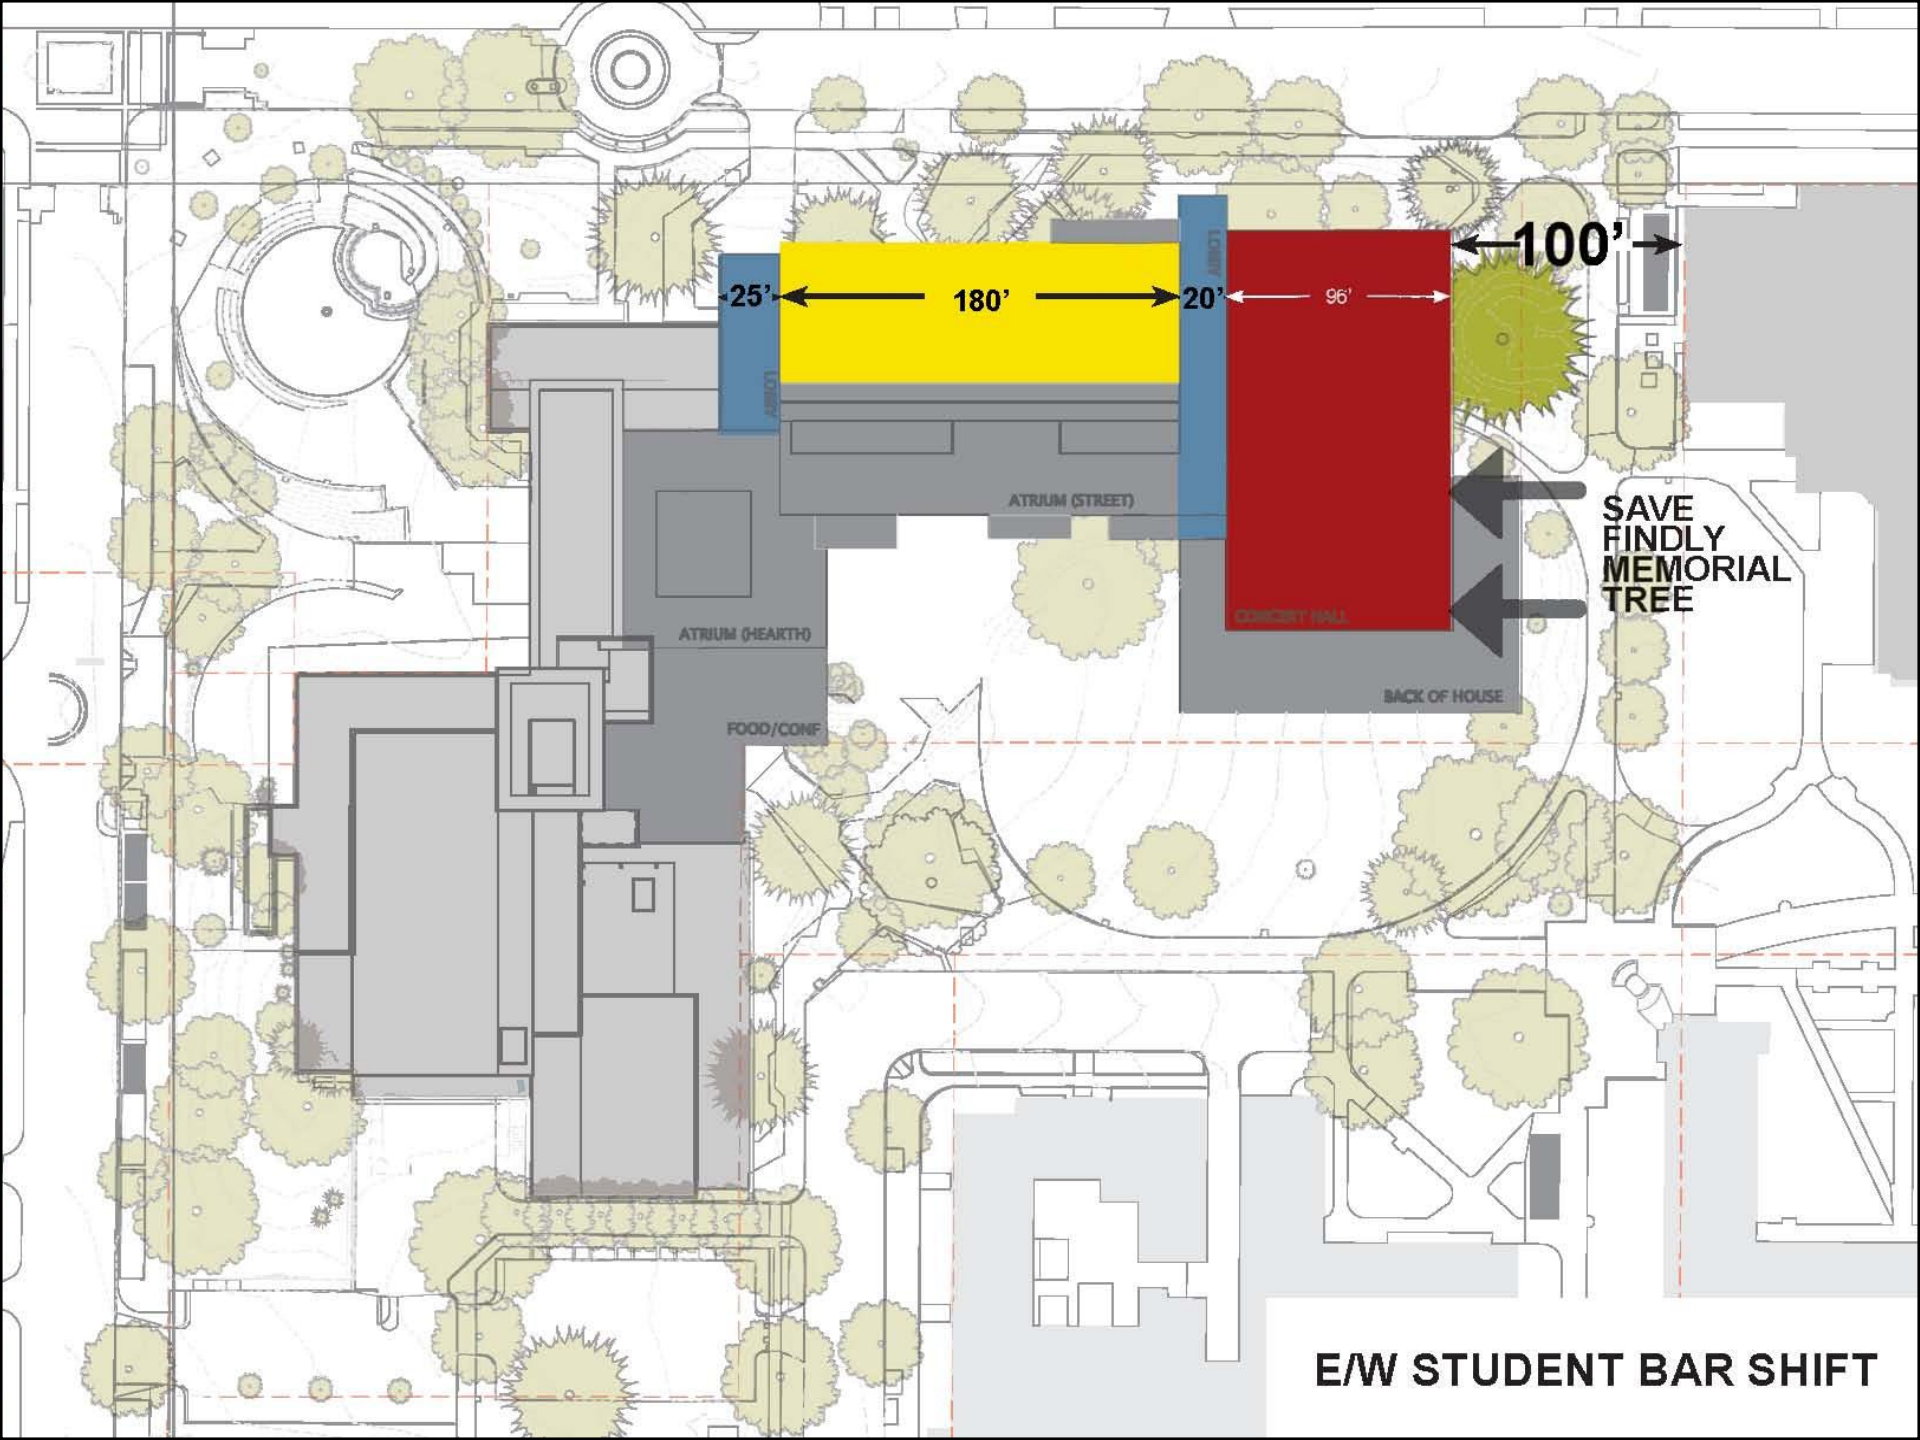 100'
LOBBY
25'
180'
20'
96'
LOBBY
ATRIUM (STREET)
SAVE
FINDLY
MEMORIAL
TREE
CONCERT HALL
ATRIUM (HEARTH)
BACK OF HOUSE
FOOD/CONF
E/W STUDENT BAR SHIFT